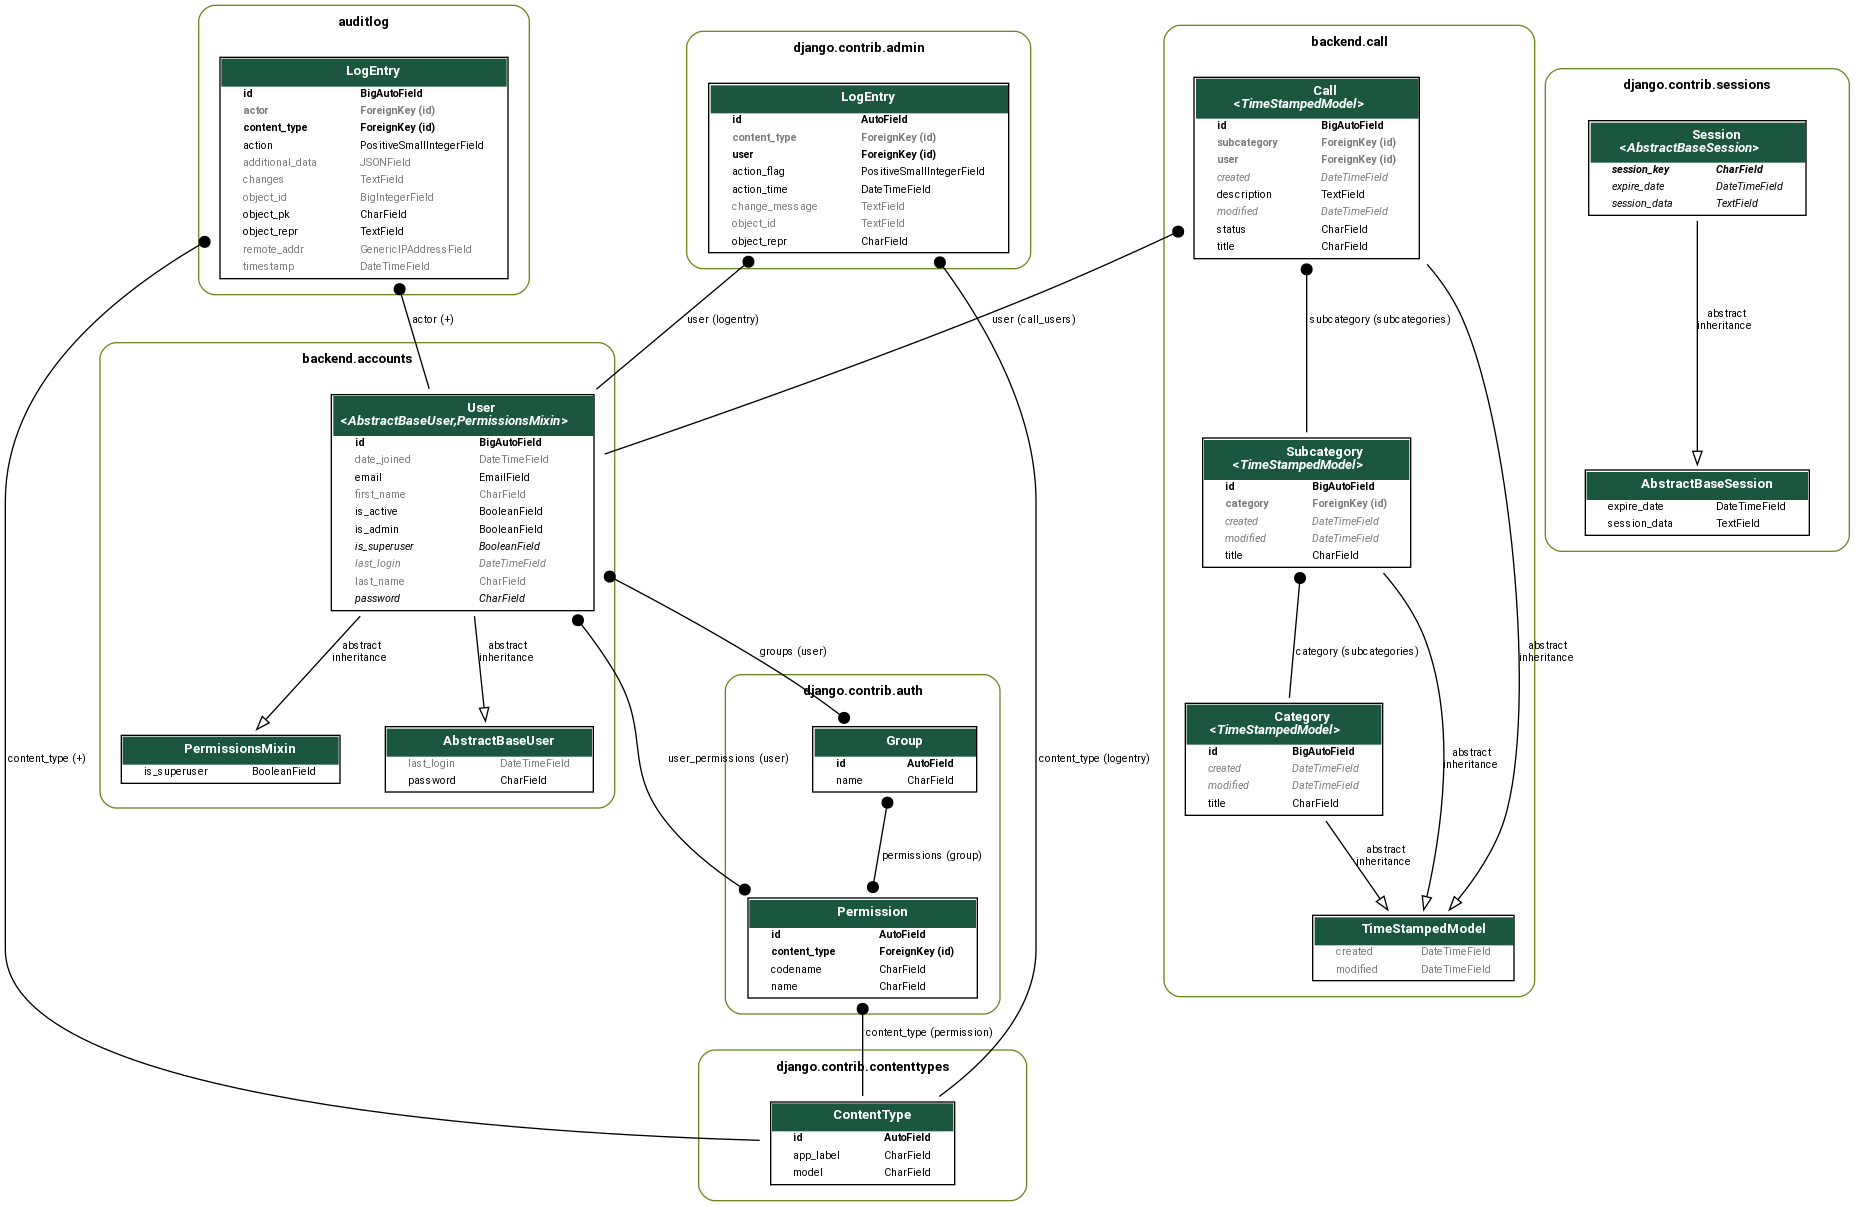 auditlog
LogEntry
id BigAutoField
actor ForeignKey (id)
content_type ForeignKey (id)
action PositiveSmallIntegerField
additional_data JSONField
changes TextField
object_id BigIntegerField
object_pk CharField
object_repr TextField
remote_addr GenericIPAddressField
timestamp DateTimeField
django.contrib.admin
LogEntry
id AutoField
content_type ForeignKey (id)
user ForeignKey (id)
action_flag PositiveSmallIntegerField
action_time DateTimeField
change_message TextField
object_id TextField
object_repr CharField
backend.call
Call
<TimeStampedModel>
id BigAutoField
subcategory ForeignKey (id)
user ForeignKey (id)
created DateTimeField
description TextField
modified DateTimeField
status CharField
title CharField
django.contrib.sessions
Session
<AbstractBaseSession>
session_key CharField
expire_date DateTimeField
session_data TextField
actor (+)
user (logentry)
user (call_users)
subcategory (subcategories)
abstract
inheritance
backend.accounts
User
<AbstractBaseUser,PermissionsMixin>
id BigAutoField
date_joined DateTimeField
email EmailField
first_name CharField
is_active BooleanField
is_admin BooleanField
is_superuser BooleanField
last_login DateTimeField
last_name CharField
password CharField
Subcategory
<TimeStampedModel>
id BigAutoField
category ForeignKey (id)
created DateTimeField
modified DateTimeField
title CharField
AbstractBaseSession
expire_date DateTimeField
session_data TextField
abstract
inheritance
abstract
inheritance
groups (user)
category (subcategories)
abstract
inheritance
PermissionsMixin
is_superuser BooleanField
AbstractBaseUser
last_login DateTimeField
password CharField
content_type (+)
user_permissions (user)
django.contrib.auth
Group
id AutoField
name CharField
content_type (logentry)
Category
<TimeStampedModel>
id BigAutoField
created DateTimeField
modified DateTimeField
title CharField
abstract
inheritance
permissions (group)
abstract
inheritance
Permission
id AutoField
content_type ForeignKey (id)
codename CharField
name CharField
TimeStampedModel
created DateTimeField
modified DateTimeField
content_type (permission)
django.contrib.contenttypes
ContentType
id AutoField
app_label CharField
model CharField